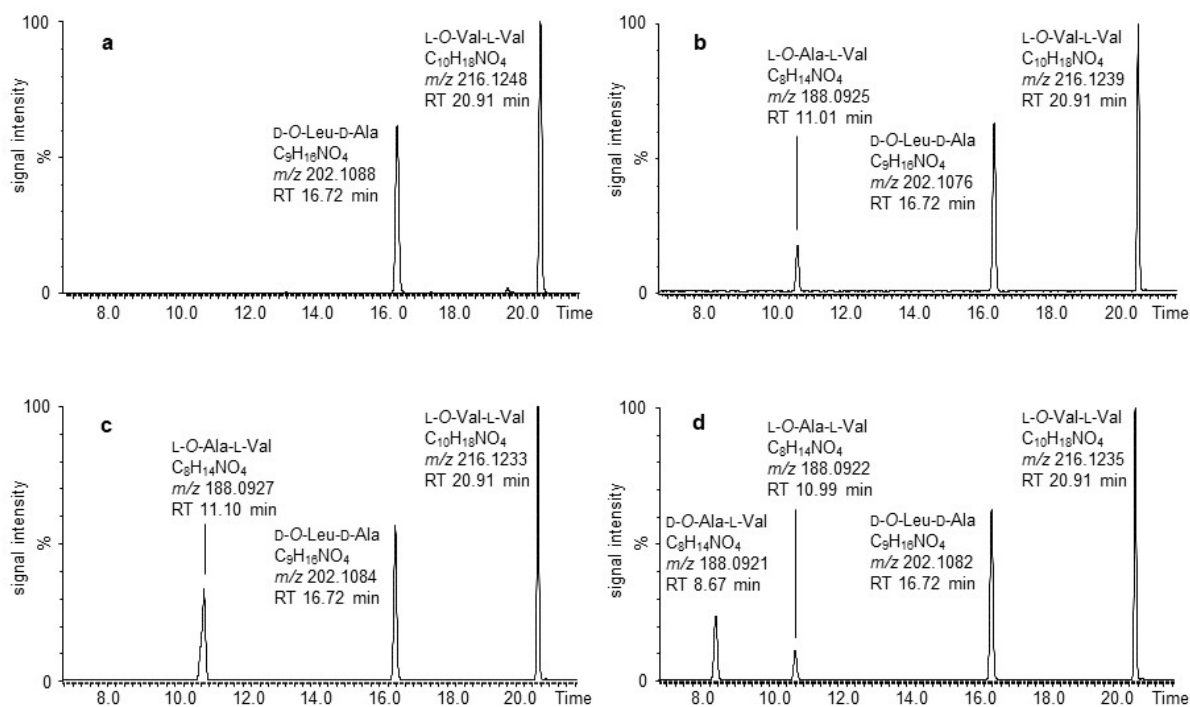 a
100
signal intensity
%
0
D-O-Leu-D-Ala
C₉H₁₆NO₄
m/z 202.1088
RT 16.72 min
L-O-Val-L-Val
C₁₀H₁₈NO₄
m/z 216.1248
RT 20.91 min
8.0 10.0 12.0 14.0 16.0 18.0 20.0 Time
b
100
signal intensity
%
0
L-O-Ala-L-Val
C₈H₁₄NO₄
m/z 188.0925
RT 11.01 min
D-O-Leu-D-Ala
C₉H₁₆NO₄
m/z 202.1076
RT 16.72 min
L-O-Val-L-Val
C₁₀H₁₈NO₄
m/z 216.1239
RT 20.91 min
8.0 10.0 12.0 14.0 16.0 18.0 20.0 Time
c
100
signal intensity
%
0
L-O-Ala-L-Val
C₈H₁₄NO₄
m/z 188.0927
RT 11.10 min
D-O-Leu-D-Ala
C₉H₁₆NO₄
m/z 202.1084
RT 16.72 min
L-O-Val-L-Val
C₁₀H₁₈NO₄
m/z 216.1233
RT 20.91 min
8.0 10.0 12.0 14.0 16.0 18.0 20.0 Time
d
100
signal intensity
%
0
D-O-Ala-L-Val
C₈H₁₄NO₄
m/z 188.0921
RT 8.67 min
L-O-Ala-L-Val
C₈H₁₄NO₄
m/z 188.0922
RT 10.99 min
D-O-Leu-D-Ala
C₉H₁₆NO₄
m/z 202.1082
RT 16.72 min
L-O-Val-L-Val
C₁₀H₁₈NO₄
m/z 216.1235
RT 20.91 min
8.0 10.0 12.0 14.0 16.0 18.0 20.0 Time